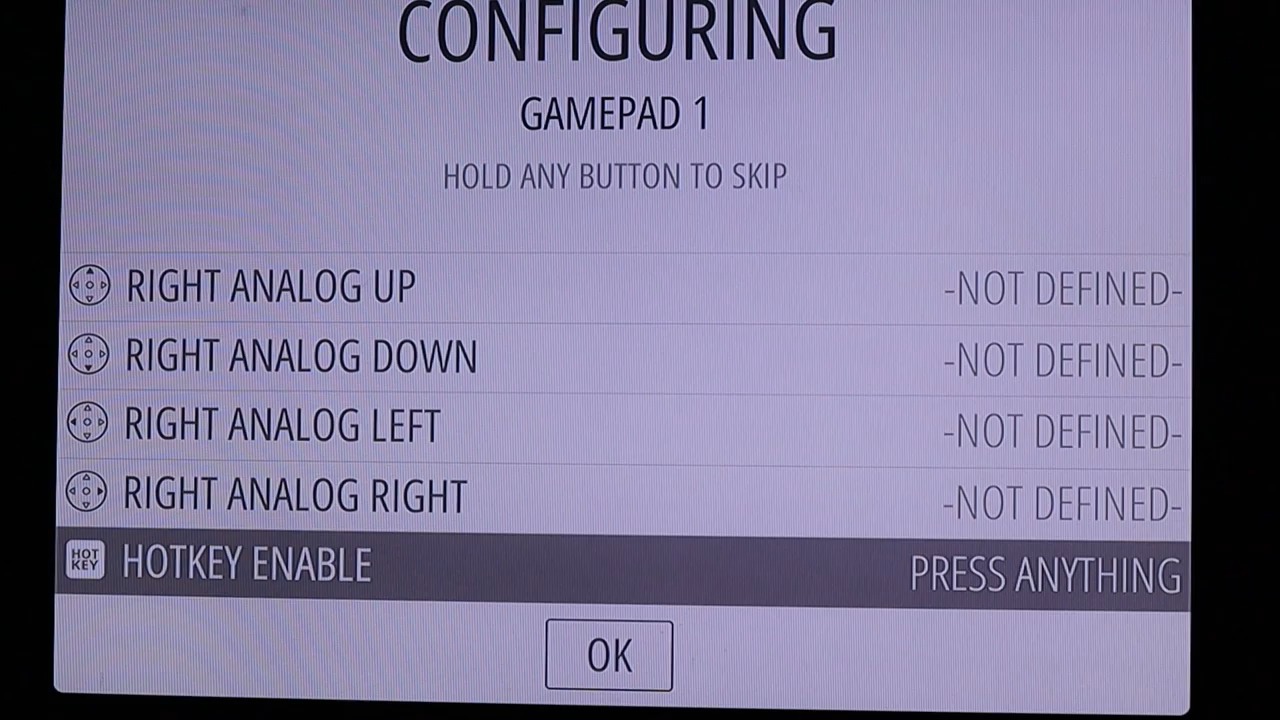 CONFIGURING
GAMEPAD 1
HOLD ANY BUTTON TO SKIP
RIGHT ANALOG UP -NOT DEFINED-
RIGHT ANALOG DOWN -NOT DEFINED-
RIGHT ANALOG LEFT -NOT DEFINED-
RIGHT ANALOG RIGHT -NOT DEFINED-
HOT KEY HOTKEY ENABLE PRESS ANYTHING
OK